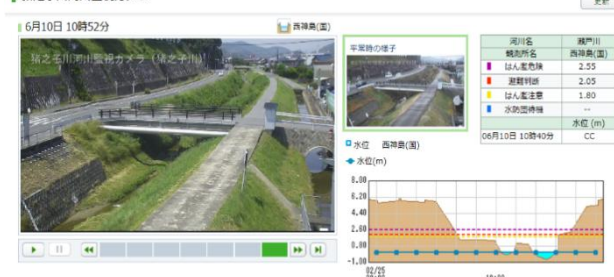 更新
6月10日 10時52分
西神島(国)
猪之子川河川監視カメラ(猪之子川)
平常時の様子
河川名 瀬戸川
観測所名 西神島(国)
はん濫危険 2.55
避難判断 2.05
はん濫注意 1.80
水防団待機 --
水位 (m)
06月10日 10時40分 CC
水位 西神島(国)
水位(m)
8.00
6.20
4.40
2.60
0.80
-1.00
02/25